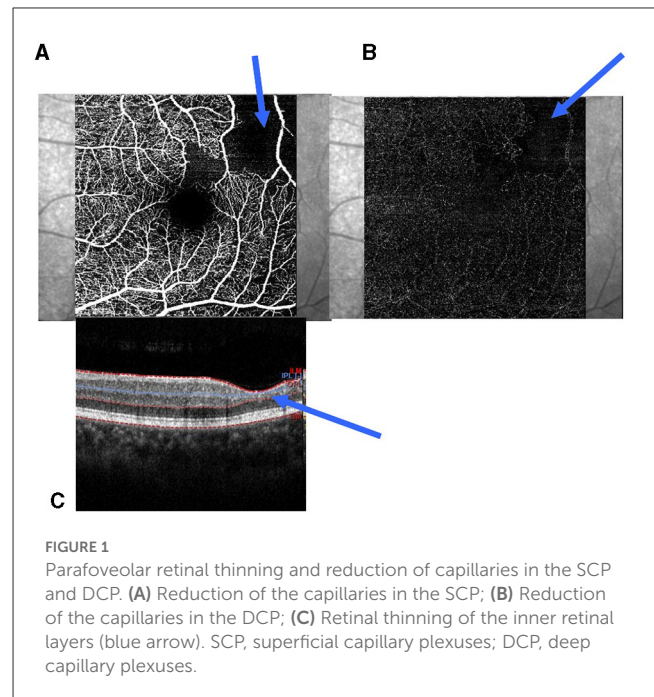 A
B
ILM
IPL
C
FIGURE 1
Parafoveolar retinal thinning and reduction of capillaries in the SCP
and DCP. (A) Reduction of the capillaries in the SCP; (B) Reduction
of the capillaries in the DCP; (C) Retinal thinning of the inner retinal
layers (blue arrow). SCP, superficial capillary plexuses; DCP, deep
capillary plexuses.